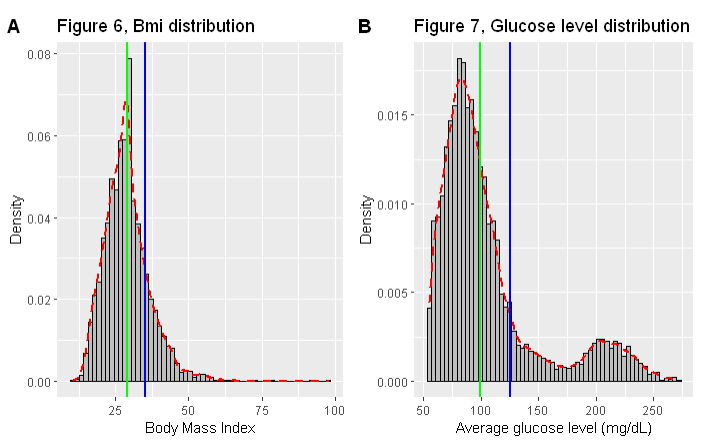 A
Figure 6, Bmi distribution
Density
0.08
0.06
0.04
0.02
0.00
25
50
75
100
Body Mass Index
B
Figure 7, Glucose level distribution
Density
0.015
0.010
0.005
0.000
50
100
150
200
250
Average glucose level (mg/dL)